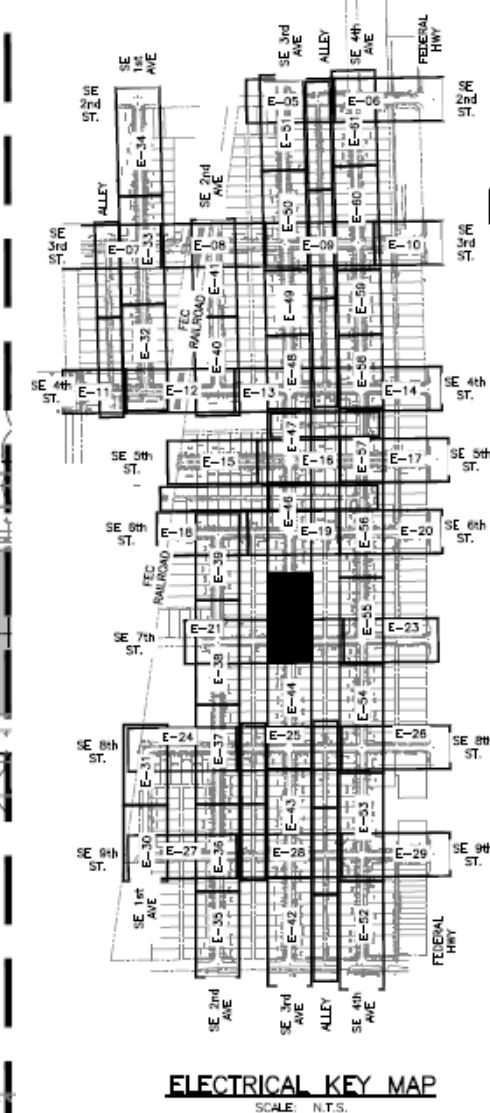 SE 1st AVE
SE 3rd AVE
ALLEY
SE 4th AVE
FEDERAL HWY
SE 2nd ST.
E-05
E-06
SE 2nd ST.
E-34
E-51
E-61
ALLEY
SE 2nd AVE
E-50
E-60
SE 3rd ST.
E-07
E-33
E-08
E-09
E-10
SE 3rd ST.
E-41
FEC RAILROAD
E-49
E-59
E-32
E-40
E-48
E-58
SE 4th ST.
E-11
E-12
E-13
E-14
SE 4th ST.
E-47
SE 5th ST.
E-15
E-16
E-57
E-17
SE 5th ST.
E-46
SE 6th ST.
E-18
E-19
E-56
E-20
SE 6th ST.
FEC RAILROAD
E-39
SE 7th ST.
E-21
E-55
E-23
E-38
E-44
E-54
SE 8th ST.
E-24
E-37
E-25
E-26
SE 8th ST.
E-31
E-43
E-53
SE 9th ST.
E-30
E-27
E-36
E-28
E-29
SE 9th ST.
SE 1st AVE
E-35
E-42
E-52
FEDERAL HWY
SE 2nd AVE
SE 3rd AVE
ALLEY
SE 4th AVE
ELECTRICAL KEY MAP
SCALE: N.T.S.